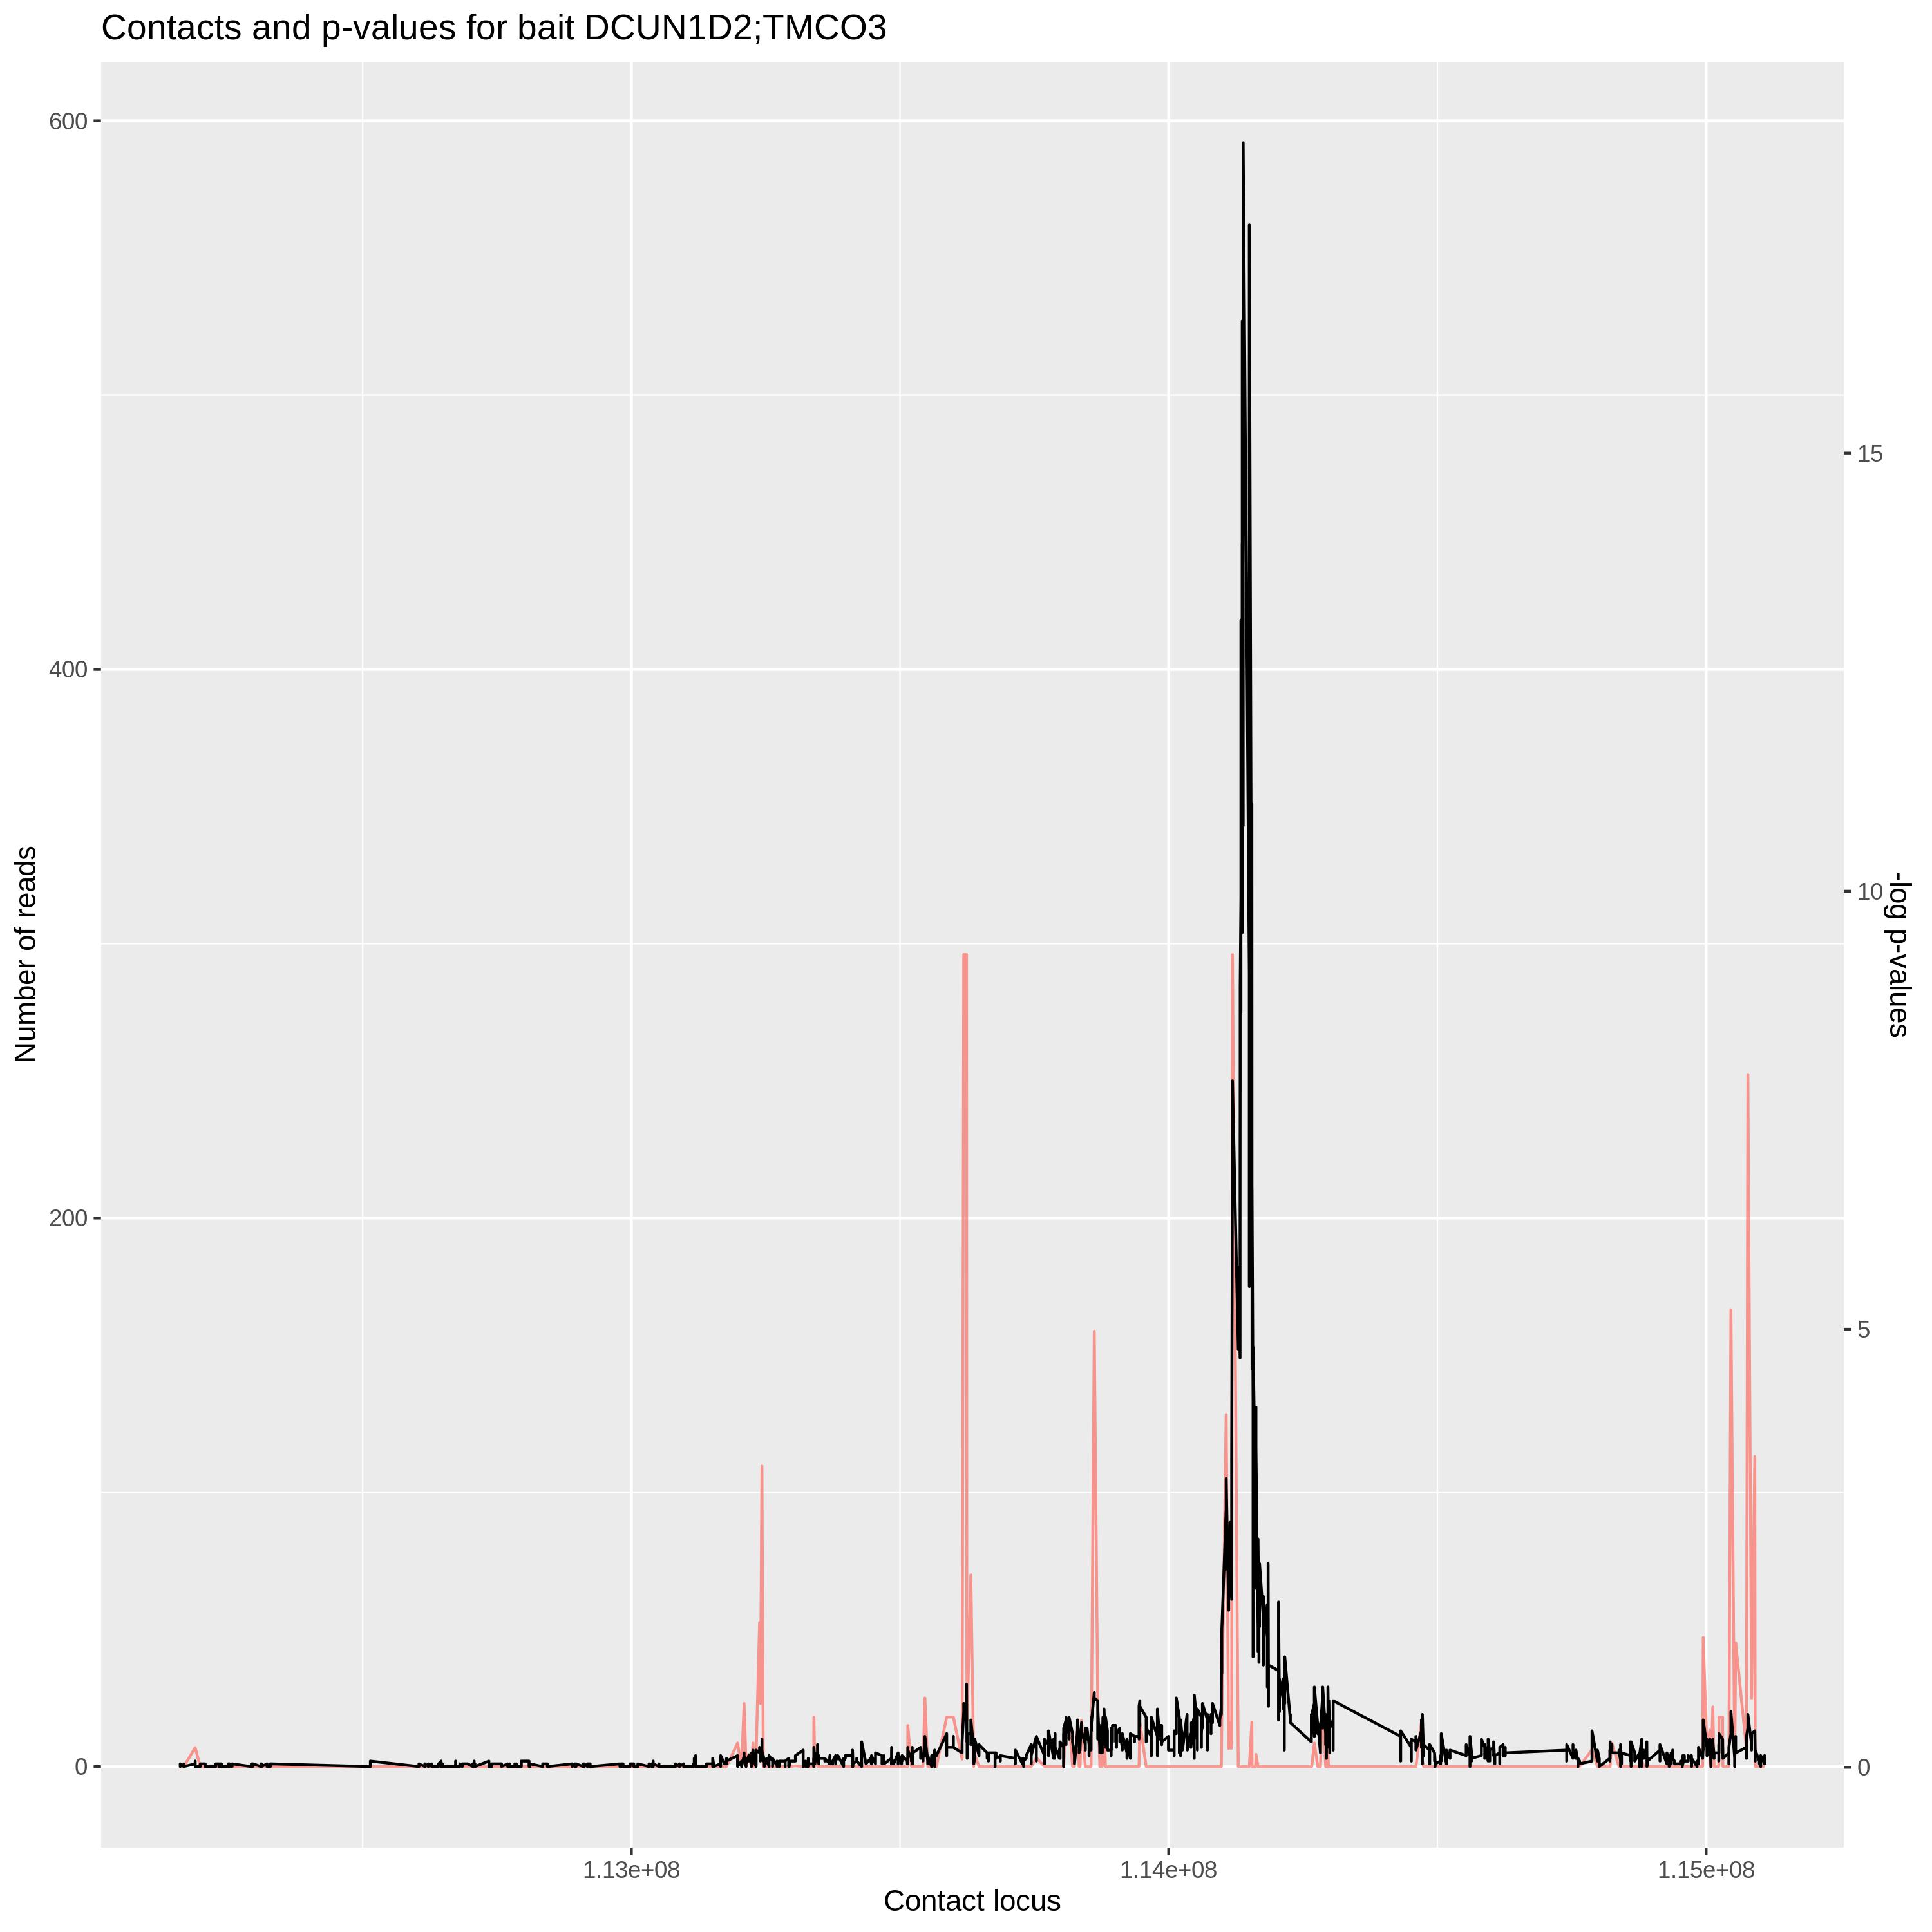 Contacts and p-values for bait DCUN1D2;TMCO3
600
400
200
0
Number of reads
15
10
5
0
-log p-values
1.13e+08
1.14e+08
1.15e+08
Contact locus